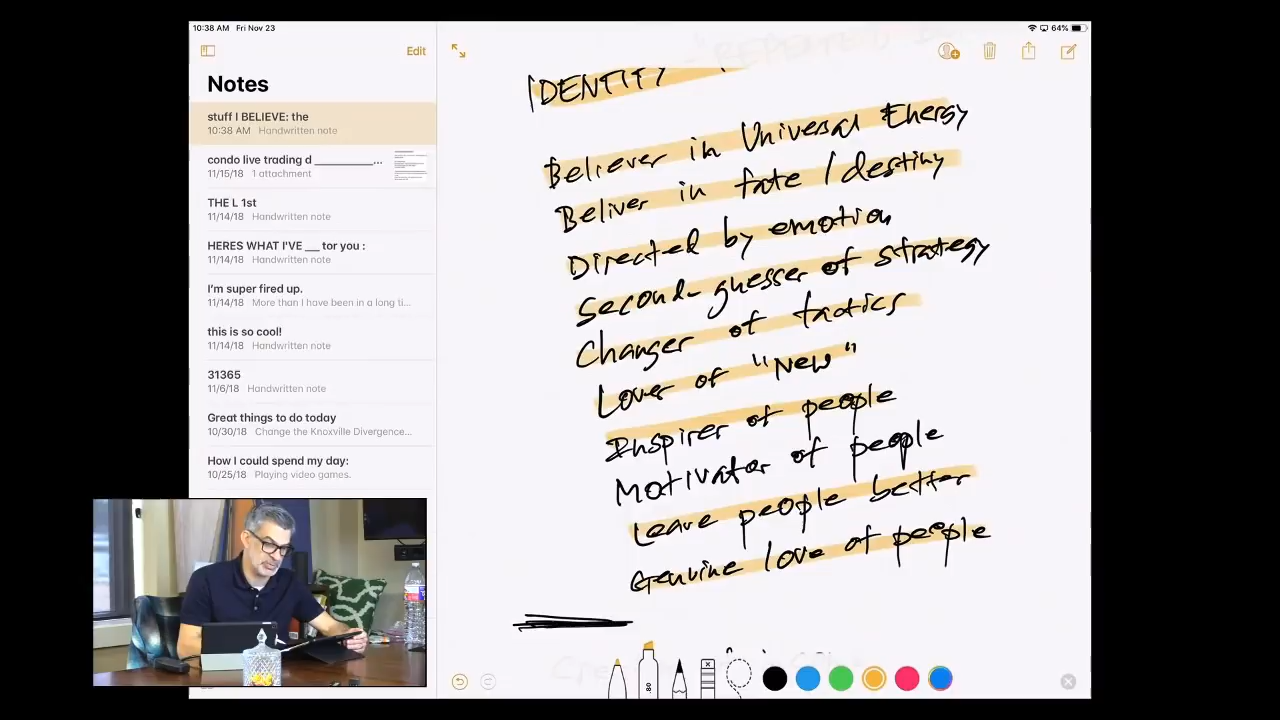 10:38 AM Fri Nov 23
64%
Edit
Notes
stuff I BELIEVE: the
10:38 AM Handwritten note
condo live trading d __________...
11/15/18 1 attachment
THE L 1st
11/14/18 Handwritten note
HERES WHAT I'VE __ tor you :
11/14/18 Handwritten note
I'm super fired up.
11/14/18 More than I have been in a long ti...
this is so cool!
11/14/18 Handwritten note
31365
11/6/18 Handwritten note
Great things to do today
10/30/18 Change the Knoxville Divergence...
How I could spend my day:
10/25/18 Playing video games.
"REPEATED
IDENTITY
Believer in Universal Energy
Beliver in fate / destiny
Directed by emotion
Second-guesser of strategy
Changer of tactics
Lover of "New"
Inspirer of people
Motivator of people
Leave people better
Genuine love of people
.80